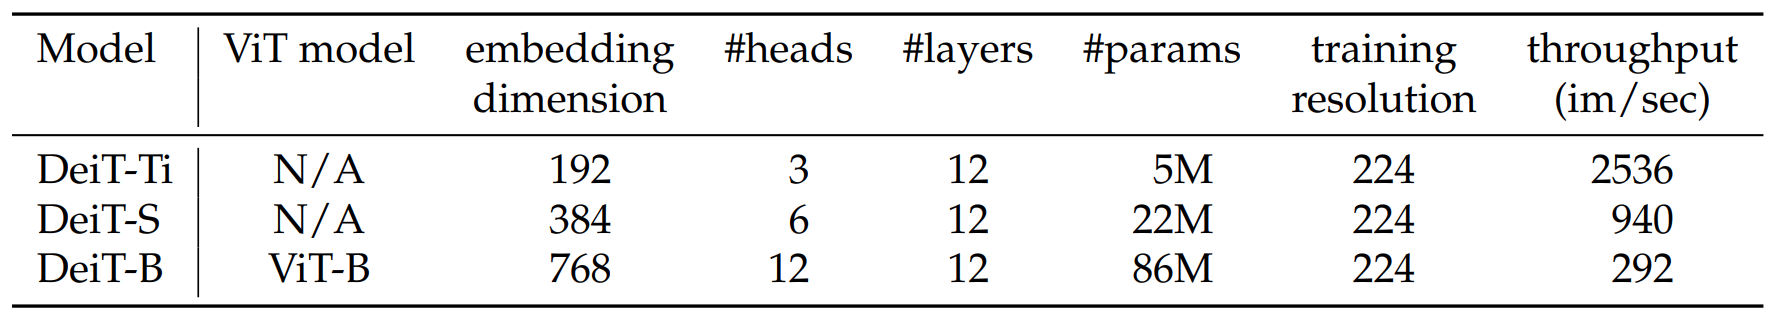 Model ViT model embedding dimension #heads #layers #params training resolution throughput (im/sec)
DeiT-Ti N/A 192 3 12 5M 224 2536
DeiT-S N/A 384 6 12 22M 224 940
DeiT-B ViT-B 768 12 12 86M 224 292